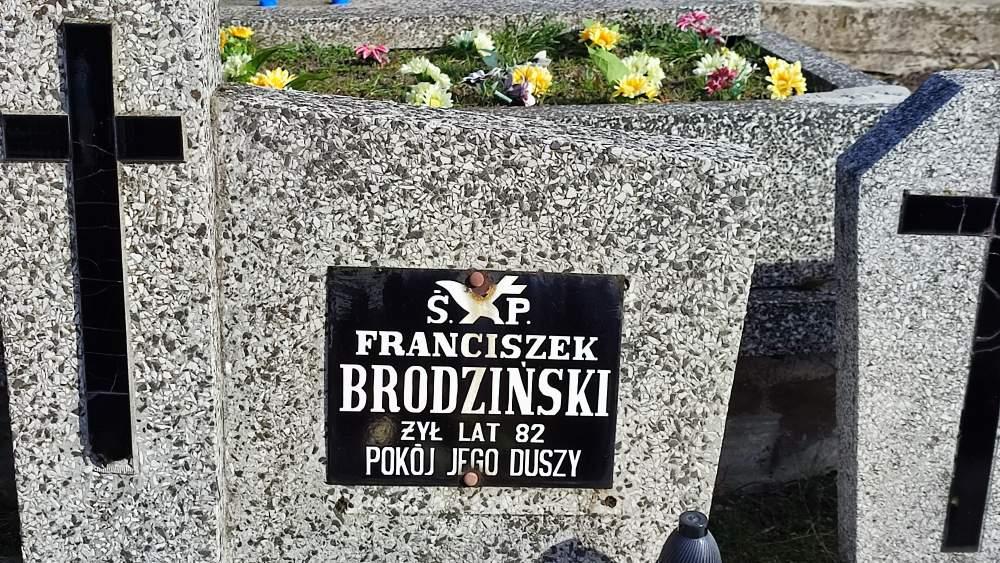 Ś. P.
FRANCISZEK
BRODZIŃSKI
ŻYŁ LAT 82
POKÓJ JEGO DUSZY